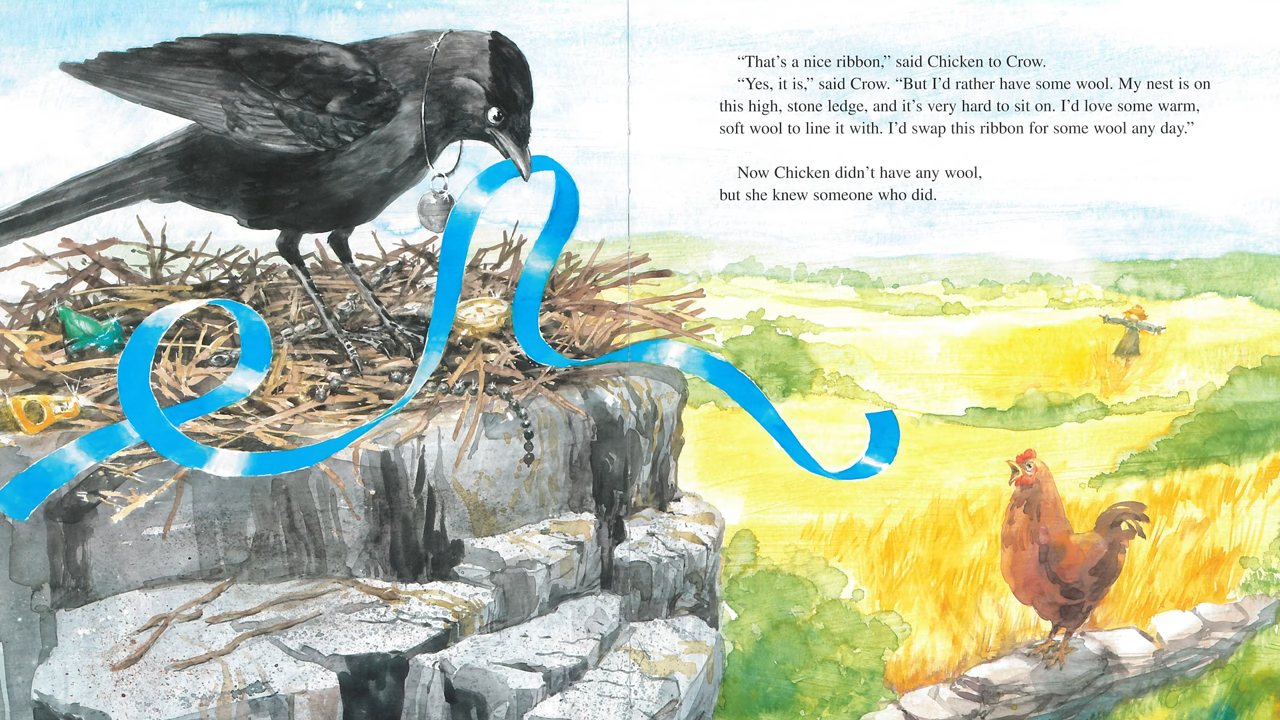 “That’s a nice ribbon,” said Chicken to Crow.
“Yes, it is,” said Crow. “But I’d rather have some wool. My nest is on
this high, stone ledge, and it’s very hard to sit on. I’d love some warm,
soft wool to line it with. I’d swap this ribbon for some wool any day.”
Now Chicken didn’t have any wool,
but she knew someone who did.